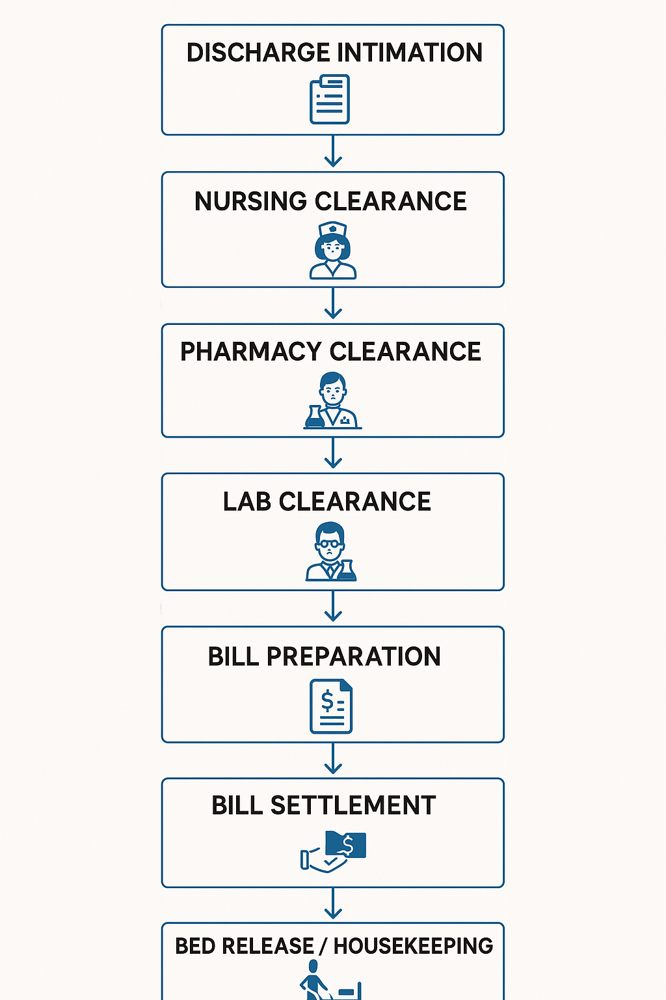 DISCHARGE INTIMATION
NURSING CLEARANCE
PHARMACY CLEARANCE
LAB CLEARANCE
BILL PREPARATION
$
BILL SETTLEMENT
$
BED RELEASE / HOUSEKEEPING